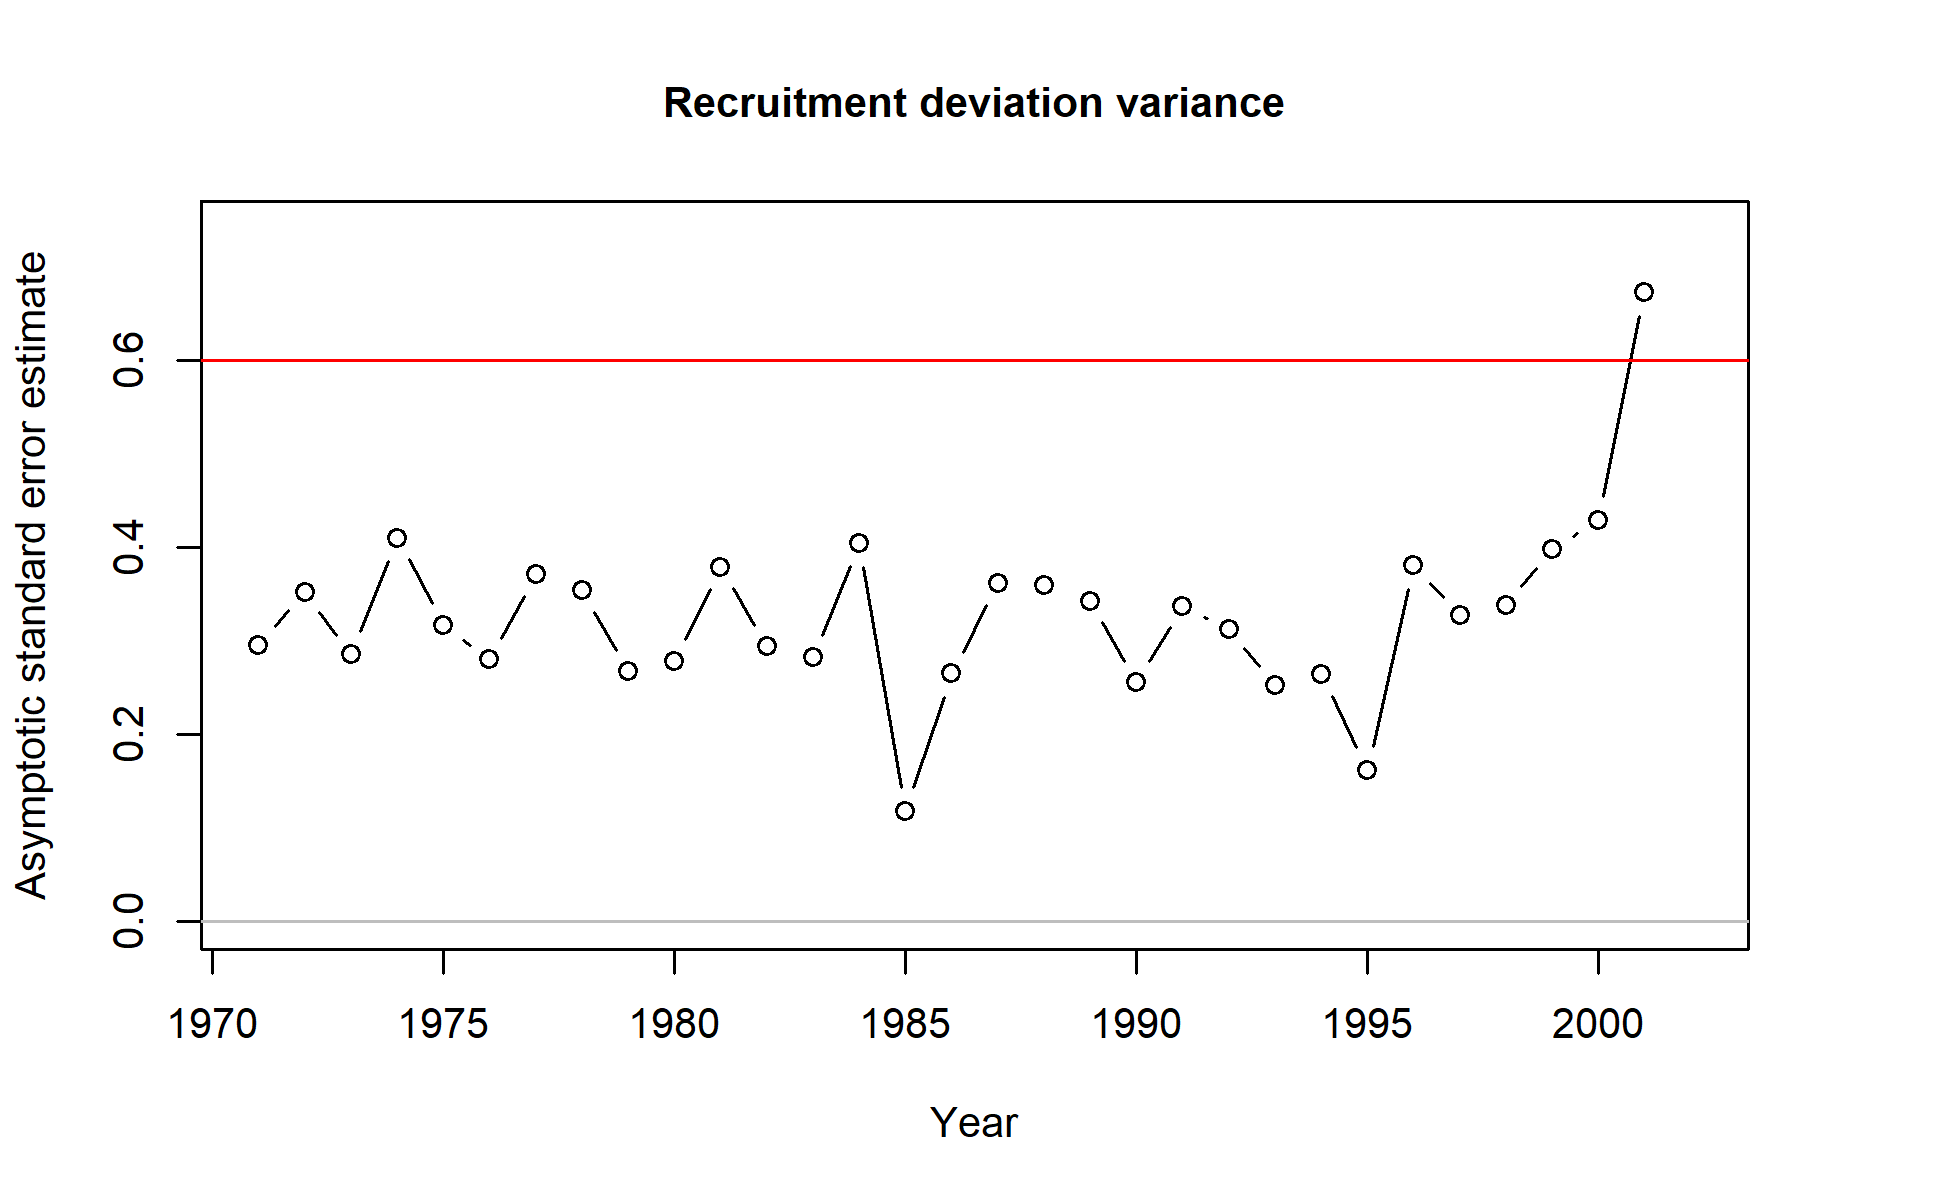 Recruitment deviation variance
Asymptotic standard error estimate
0.6
0.4
0.2
0.0
1970 1975 1980 1985 1990 1995 2000
Year